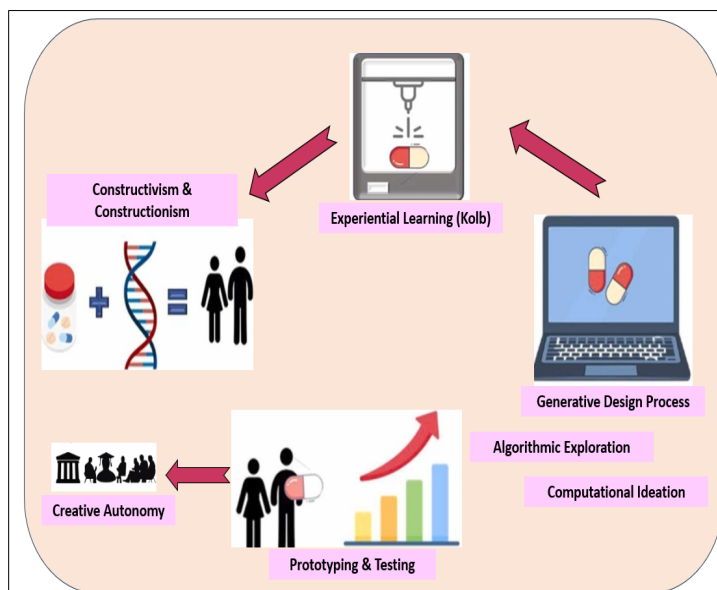 Constructivism &
Constructionism
Experiential Learning (Kolb)
Generative Design Process
Algorithmic Exploration
Computational Ideation
Creative Autonomy
Prototyping & Testing